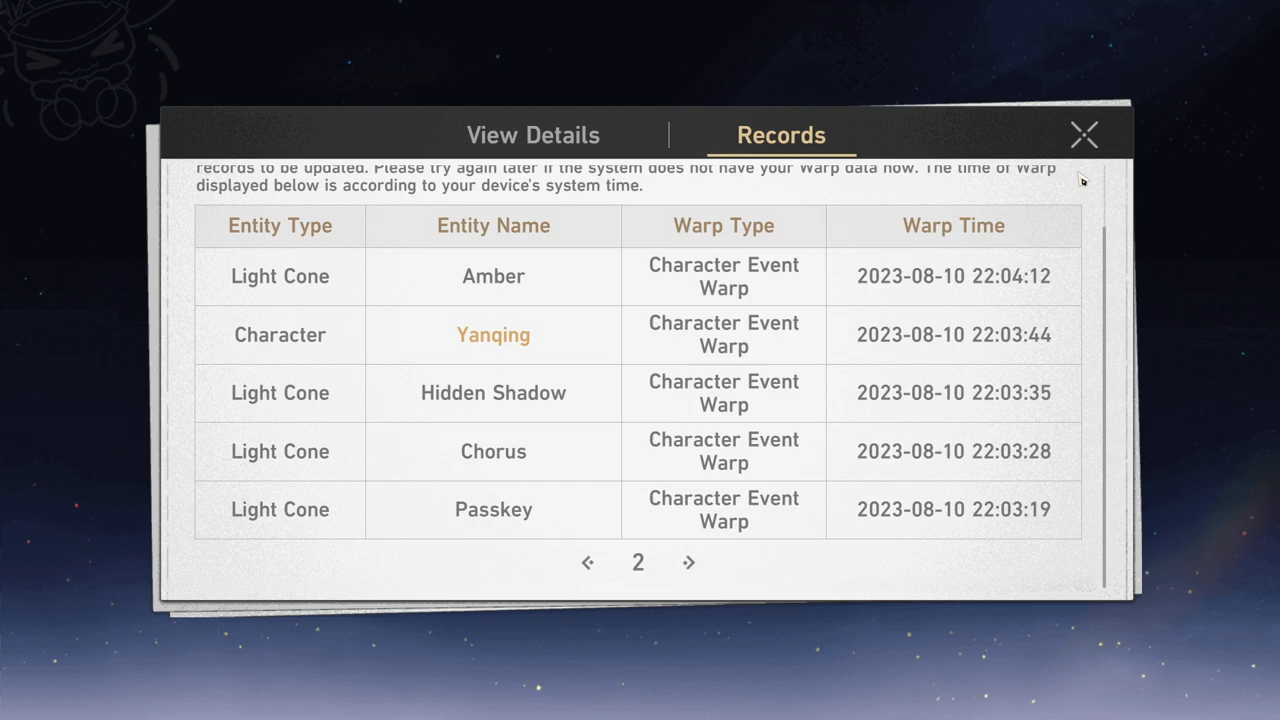 View Details
Records
records to be updated. Please try again later if the system does not have your Warp data now. The time of Warp
displayed below is according to your device's system time.
Entity Type Entity Name Warp Type Warp Time
Light Cone Amber Character Event Warp 2023-08-10 22:04:12
Character Yanqing Character Event Warp 2023-08-10 22:03:44
Light Cone Hidden Shadow Character Event Warp 2023-08-10 22:03:35
Light Cone Chorus Character Event Warp 2023-08-10 22:03:28
Light Cone Passkey Character Event Warp 2023-08-10 22:03:19
2